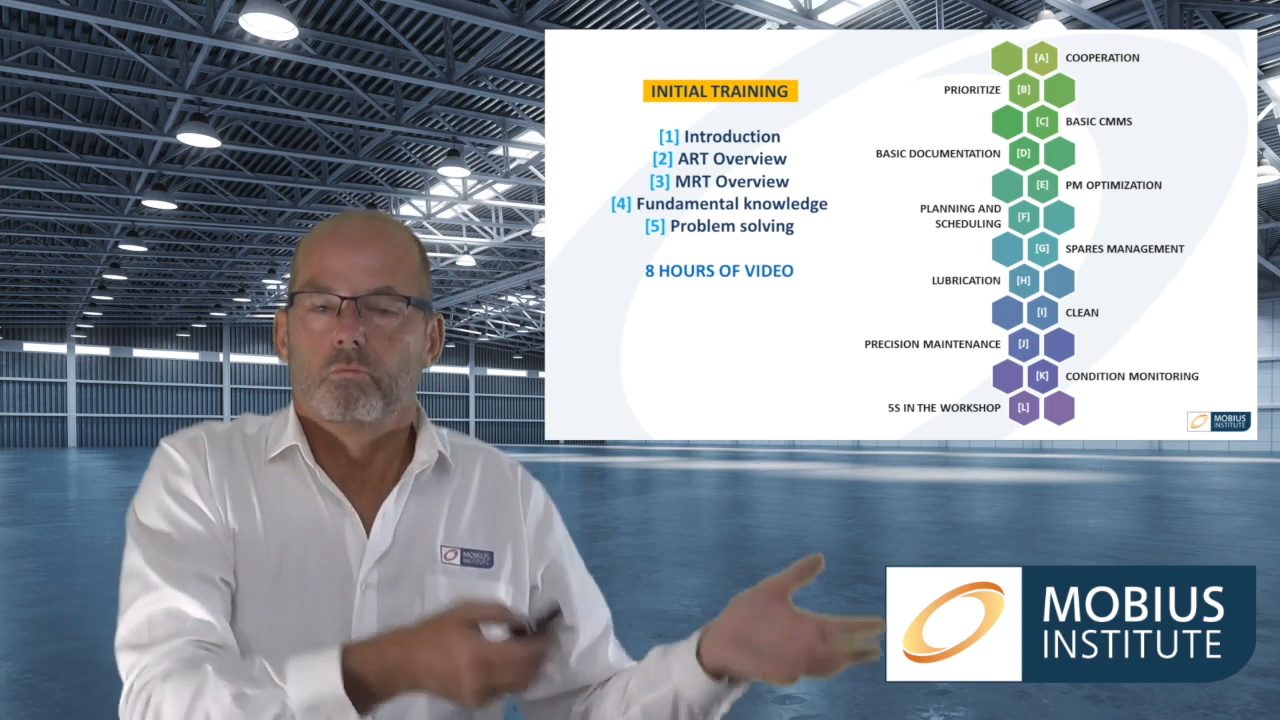 INITIAL TRAINING
[1] Introduction
[2] ART Overview
[3] MRT Overview
[4] Fundamental knowledge
[5] Problem solving
8 HOURS OF VIDEO
[A] COOPERATION
PRIORITIZE [B]
[C] BASIC CMMS
BASIC DOCUMENTATION [D]
[E] PM OPTIMIZATION
PLANNING AND
SCHEDULING [F]
[G] SPARES MANAGEMENT
LUBRICATION [H]
[I] CLEAN
PRECISION MAINTENANCE [J]
[K] CONDITION MONITORING
5S IN THE WORKSHOP [L]
MOBIUS
INSTITUTE
MOBIUS
INSTITUTE
MOBIUS
INSTITUTE